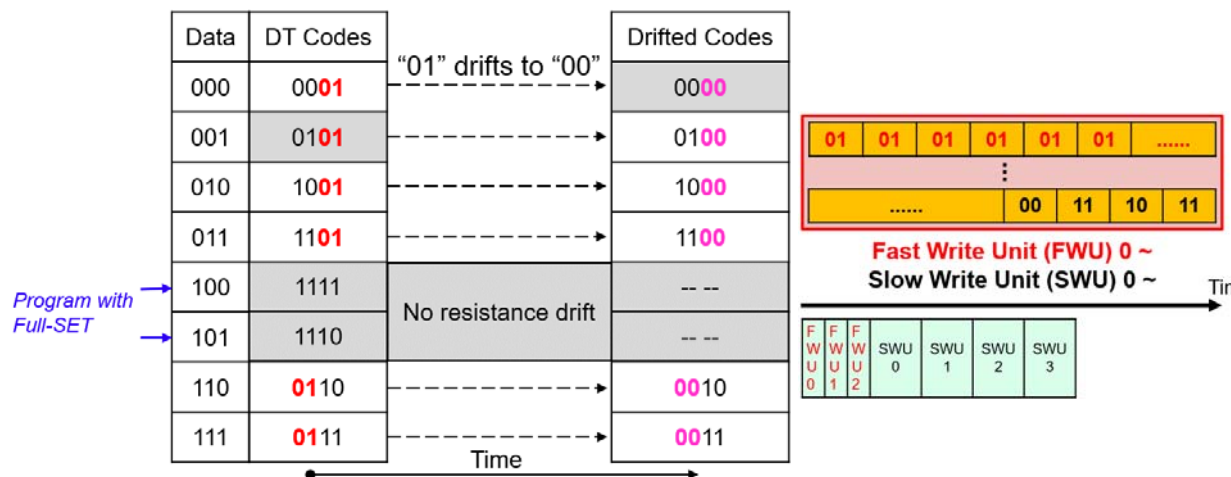 Data DT Codes Drifted Codes
"01" drifts to "00"
000 0001 0000
001 0101 0100
010 1001 1000
011 1101 1100
100 1111 -- --
No resistance drift
101 1110 -- --
110 0110 0010
111 0111 0011
Time
Program with
Full-SET
01 01 01 01 01 01 ......
⋮
...... 00 11 10 11
Fast Write Unit (FWU) 0 ~
Slow Write Unit (SWU) 0 ~
FWU0 FWU1 FWU2 SWU 0 SWU 1 SWU 2 SWU 3